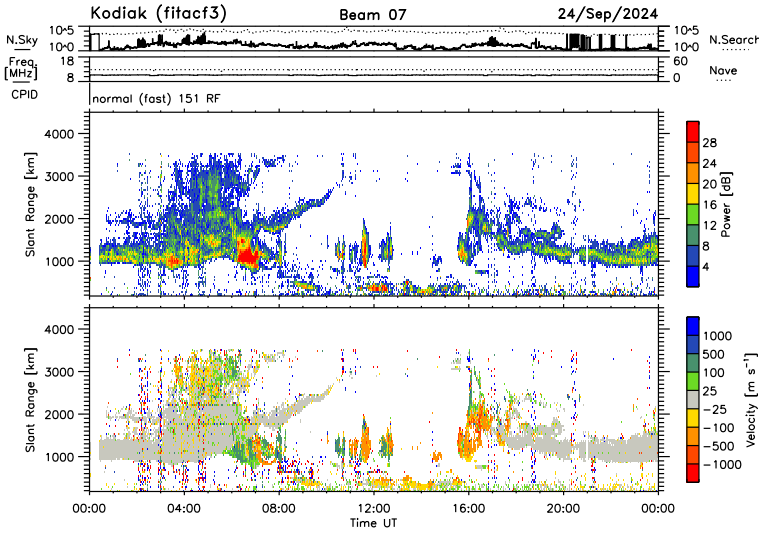 Kodiak (fitacf3) Beam 07 24/Sep/2024
N.Sky 10^5 10^0 10^5 10^0 N.Search
Freq. [MHz] 18 8 60 0 Nave
CPID normal (fast) 151 RF
Slant Range [km] 4000 3000 2000 1000
Power [dB] 28 24 20 16 12 8 4
Slant Range [km] 4000 3000 2000 1000
Velocity [m s⁻¹] 1000 500 100 25 −25 −100 −500 −1000
00:00 04:00 08:00 12:00 16:00 20:00 00:00
Time UT